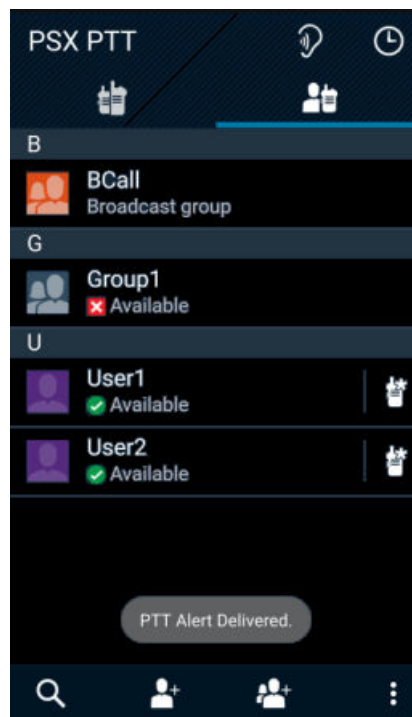 PSX PTT
B
BCall
Broadcast group
G
Group1
Available
U
User1
Available
User2
Available
PTT Alert Delivered.